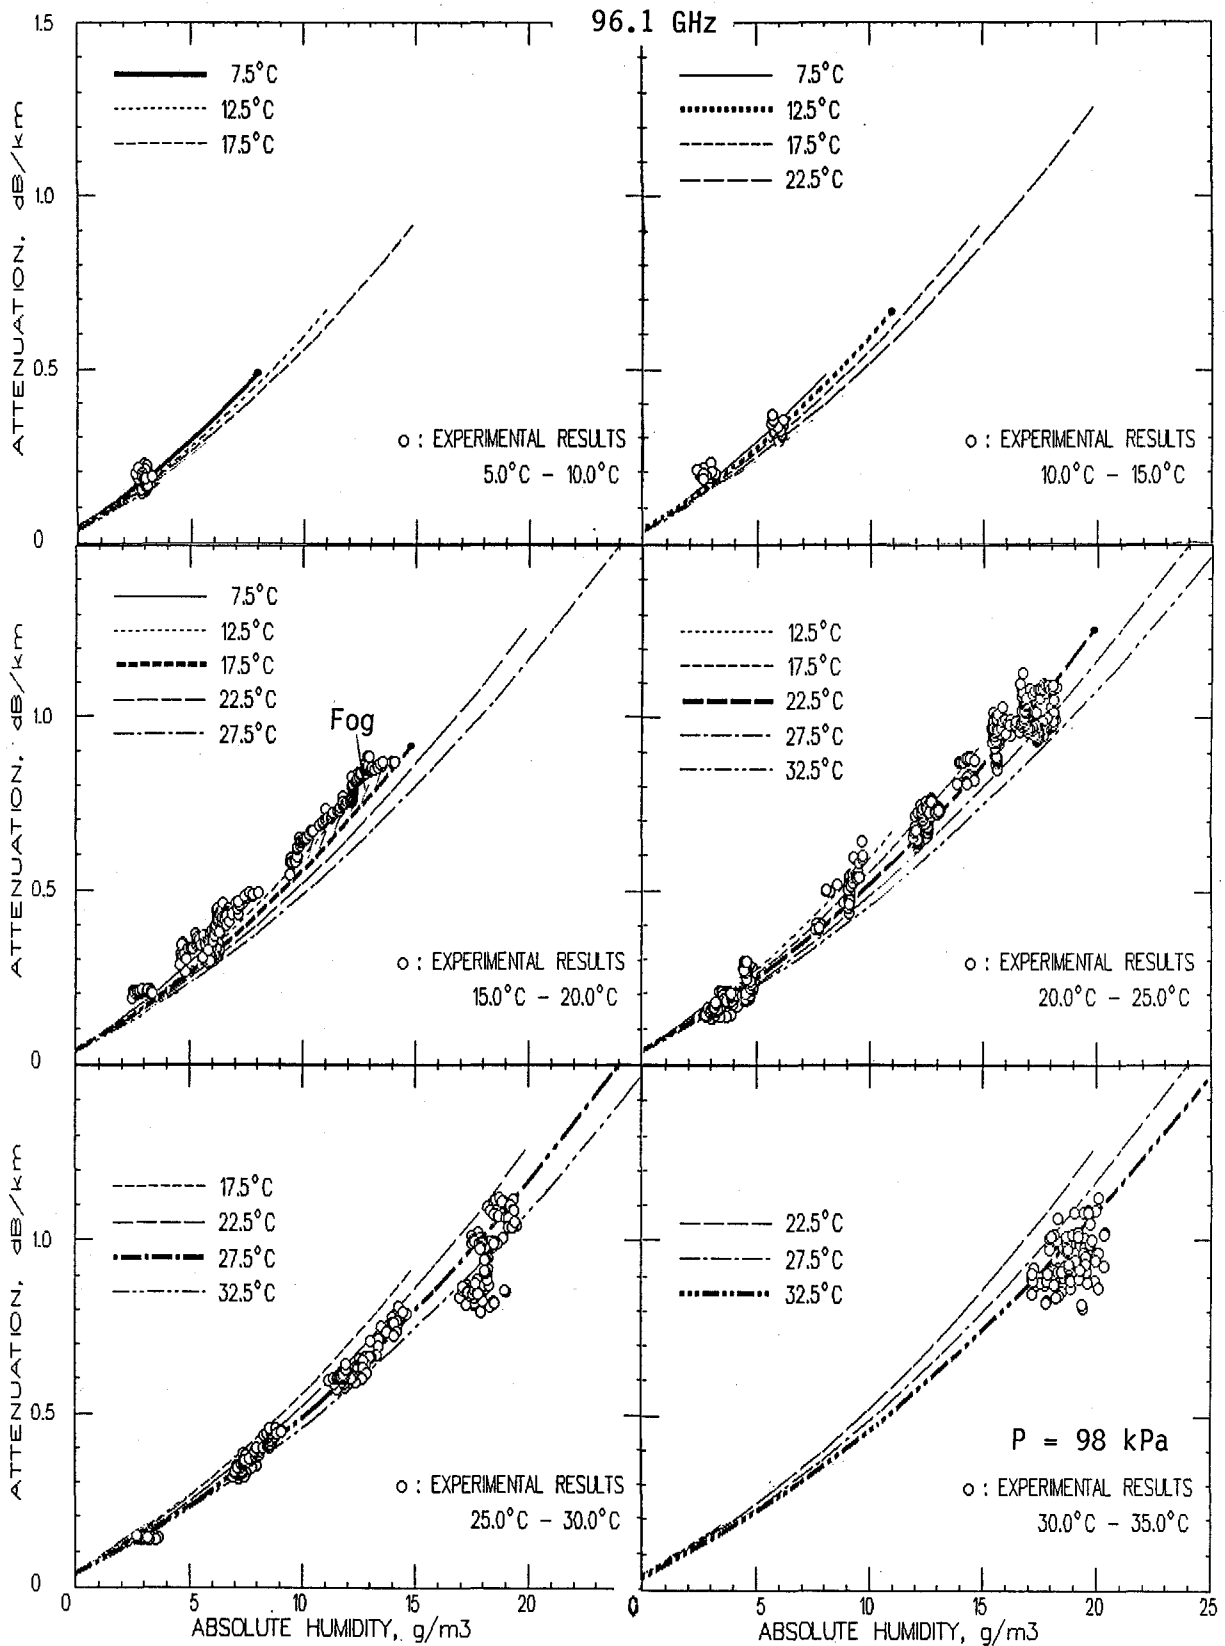 96.1 GHz
1.5
1.0
0.5
0
ATTENUATION, dB/km
7.5°C
12.5°C
17.5°C
O : EXPERIMENTAL RESULTS
5.0°C - 10.0°C
7.5°C
12.5°C
17.5°C
22.5°C
O : EXPERIMENTAL RESULTS
10.0°C - 15.0°C
1.0
0.5
0
ATTENUATION, dB/km
7.5°C
12.5°C
17.5°C
22.5°C
27.5°C
Fog
O : EXPERIMENTAL RESULTS
15.0°C - 20.0°C
12.5°C
17.5°C
22.5°C
27.5°C
32.5°C
O : EXPERIMENTAL RESULTS
20.0°C - 25.0°C
1.0
0.5
0
ATTENUATION, dB/km
17.5°C
22.5°C
27.5°C
32.5°C
O : EXPERIMENTAL RESULTS
25.0°C - 30.0°C
22.5°C
27.5°C
32.5°C
P = 98 kPa
O : EXPERIMENTAL RESULTS
30.0°C - 35.0°C
0 5 10 15 20
0 5 10 15 20 25
ABSOLUTE HUMIDITY, g/m3
ABSOLUTE HUMIDITY, g/m3